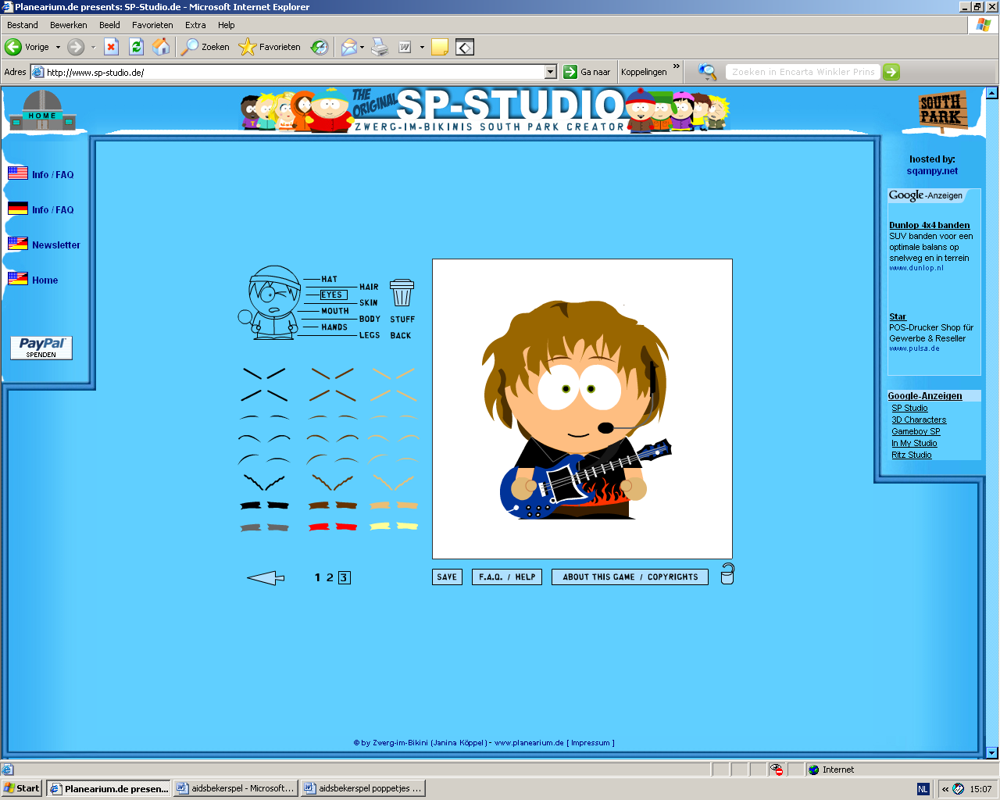 Planearium.de presents: SP-Studio.de - Microsoft Internet Explorer
Bestand Bewerken Beeld Favorieten Extra Help
Vorige Zoeken Favorieten
Adres http://www.sp-studio.de/ Ga naar Koppelingen » Zoeken in Encarta Winkler Prins
HOME
THE ORIGINAL SP-STUDIO
ZWERG-IM-BIKINIS SOUTH PARK CREATOR
SOUTH PARK
Info / FAQ
Info / FAQ
Newsletter
Home
PayPal
SPENDEN
HAT
HAIR
EYES
SKIN
MOUTH
BODY
HANDS
LEGS
STUFF
BACK
1 2 3
SAVE
F.A.Q. / HELP
ABOUT THIS GAME / COPYRIGHTS
hosted by:
sqampy.net
Google-Anzeigen
Dunlop 4x4 banden
SUV banden voor een
optimale balans op
snelweg en in terrein
www.dunlop.nl
Star
POS-Drucker Shop für
Gewerbe & Reseller
www.pulsa.de
Google-Anzeigen
SP Studio
3D Characters
Gameboy SP
In My Studio
Ritz Studio
© by Zwerg-im-Bikini (Janina Köppel) - www.planearium.de [ Impressum ]
Internet
Start Planearium.de presen... aidsbekerspel - Microsoft... aidsbekerspel poppetjes ... NL « 15:07